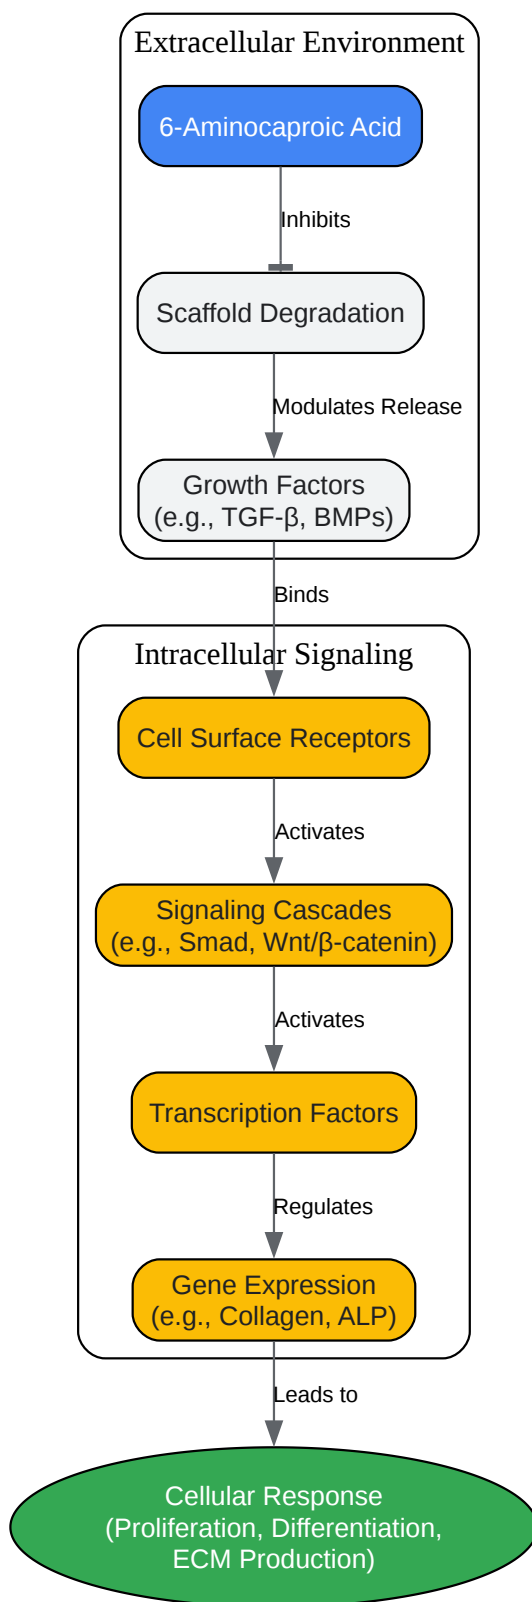 Extracellular Environment
6-Aminocaproic Acid
Inhibits
Scaffold Degradation
Modulates Release
Growth Factors
(e.g., TGF-β, BMPs)
Binds
Intracellular Signaling
Cell Surface Receptors
Activates
Signaling Cascades
(e.g., Smad, Wnt/β-catenin)
Activates
Transcription Factors
Regulates
Gene Expression
(e.g., Collagen, ALP)
Leads to
Cellular Response
(Proliferation, Differentiation,
ECM Production)